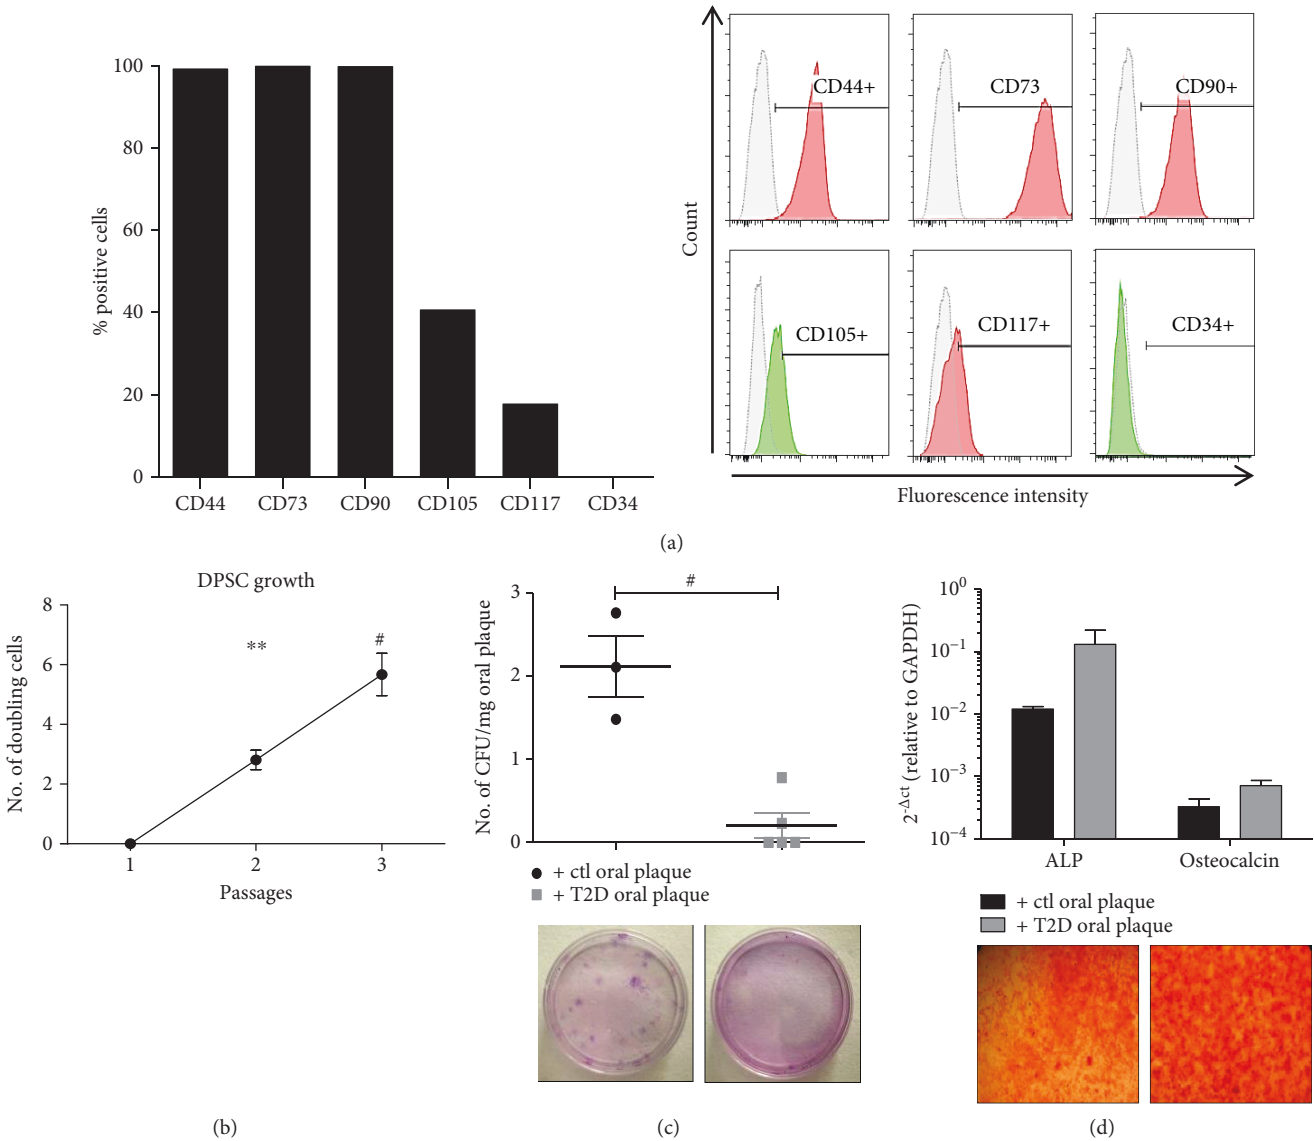 % positive cells
100
80
60
40
20
0
CD44 CD73 CD90 CD105 CD117 CD34
Count
CD44+ CD73 CD90+
CD105+ CD117+ CD34+
Fluorescence intensity
(a)
DPSC growth
No. of doubling cells
8
6
4
2
0
** #
1 2 3
Passages
(b)
No. of CFU/mg oral plaque
3
2
1
0
#
+ ctl oral plaque
+ T2D oral plaque
(c)
2^-Δct (relative to GAPDH)
10^0
10^-1
10^-2
10^-3
10^-4
ALP Osteocalcin
+ ctl oral plaque
+ T2D oral plaque
(d)